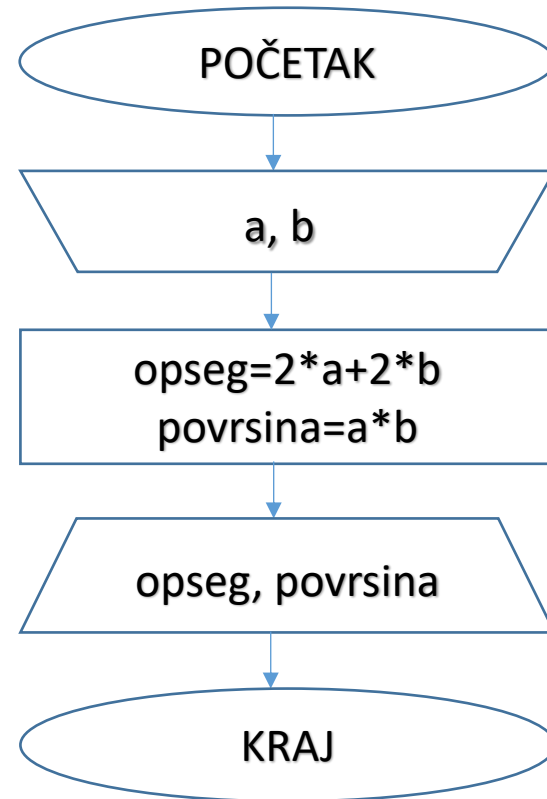 POČETAK
a, b
opseg=2*a+2*b
povrsina=a*b
opseg, povrsina
KRAJ